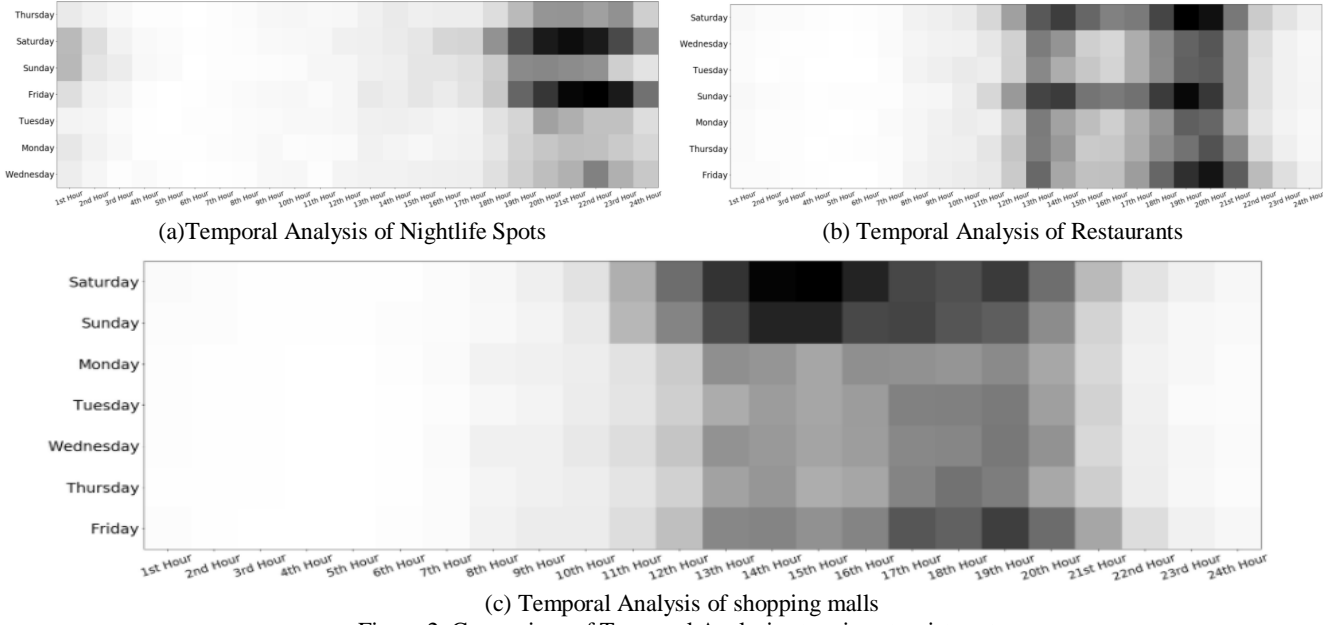 Thursday
Saturday
Sunday
Friday
Tuesday
Monday
Wednesday
1st Hour 2nd Hour 3rd Hour 4th Hour 5th Hour 6th Hour 7th Hour 8th Hour 9th Hour 10th Hour 11th Hour 12th Hour 13th Hour 14th Hour 15th Hour 16th Hour 17th Hour 18th Hour 19th Hour 20th Hour 21st Hour 22nd Hour 23rd Hour 24th Hour
(a)Temporal Analysis of Nightlife Spots
Saturday
Wednesday
Tuesday
Sunday
Monday
Thursday
Friday
1st Hour 2nd Hour 3rd Hour 4th Hour 5th Hour 6th Hour 7th Hour 8th Hour 9th Hour 10th Hour 11th Hour 12th Hour 13th Hour 14th Hour 15th Hour 16th Hour 17th Hour 18th Hour 19th Hour 20th Hour 21st Hour 22nd Hour 23rd Hour 24th Hour
(b) Temporal Analysis of Restaurants
Saturday
Sunday
Monday
Tuesday
Wednesday
Thursday
Friday
1st Hour 2nd Hour 3rd Hour 4th Hour 5th Hour 6th Hour 7th Hour 8th Hour 9th Hour 10th Hour 11th Hour 12th Hour 13th Hour 14th Hour 15th Hour 16th Hour 17th Hour 18th Hour 19th Hour 20th Hour 21st Hour 22nd Hour 23rd Hour 24th Hour
(c) Temporal Analysis of shopping malls